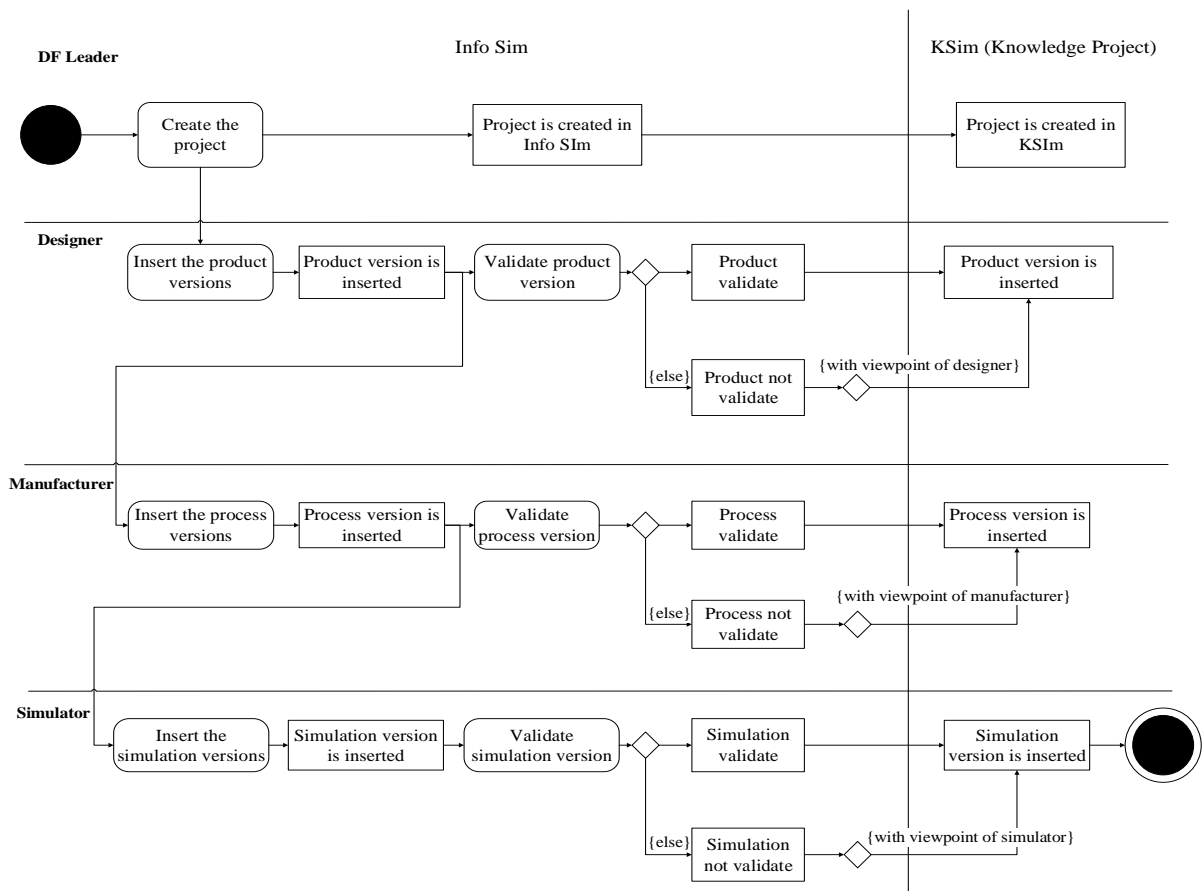 Info Sim
KSim (Knowledge Project)
DF Leader
Create the
project
Project is created in
Info SIm
Project is created in
KSIm
Designer
Insert the product
versions
Product version is
inserted
Validate product
version
Product
validate
Product version is
inserted
{else}
Product not
validate
{with viewpoint of designer}
Manufacturer
Insert the process
versions
Process version is
inserted
Validate
process version
Process
validate
Process version is
inserted
{else}
Process not
validate
{with viewpoint of manufacturer}
Simulator
Insert the
simulation versions
Simulation version
is inserted
Validate
simulation version
Simulation
validate
Simulation
version is inserted
{else}
Simulation
not validate
{with viewpoint of simulator}